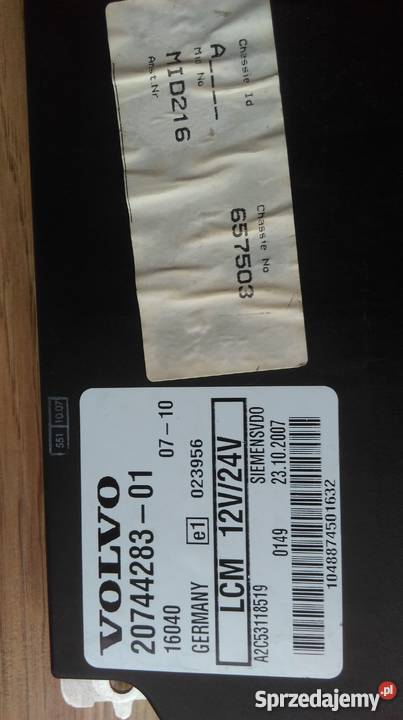 Chassie Id
A----
Mid No
MID216
Anst.Nr
Chassie No
657503
551 10.07
VOLVO
20744283-01
16040 07-10
GERMANY e1 023956
LCM 12V/24V
A2C53118519 SIEMENSVDO
0149 23.10.2007
1048874501632
Sprzedajemy.pl